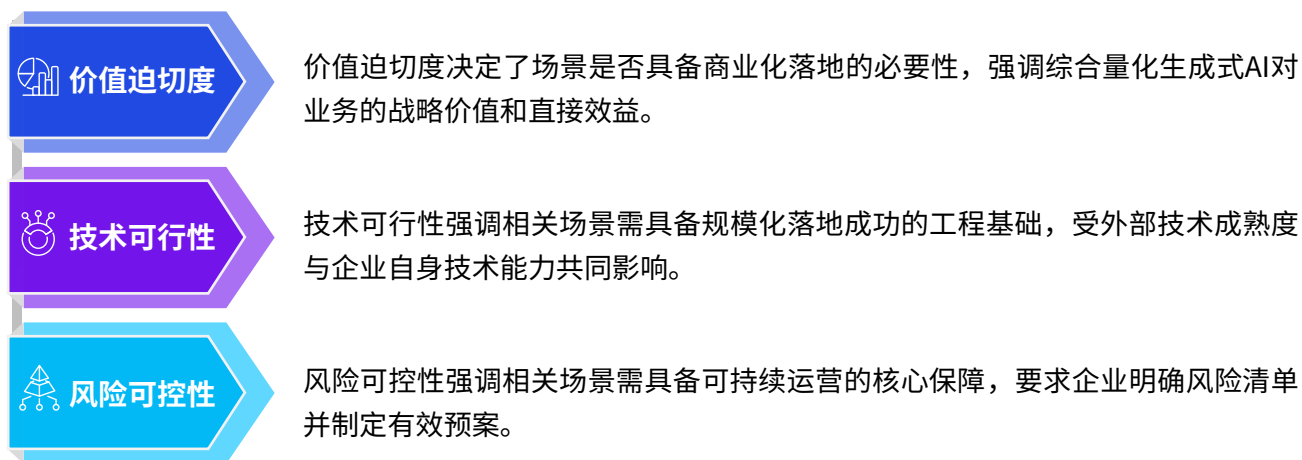 价值迫切度
价值迫切度决定了场景是否具备商业化落地的必要性，强调综合量化生成式AI对
业务的战略价值和直接效益。
技术可行性
技术可行性强调相关场景需具备规模化落地成功的工程基础，受外部技术成熟度
与企业自身技术能力共同影响。
风险可控性
风险可控性强调相关场景需具备可持续运营的核心保障，要求企业明确风险清单
并制定有效预案。